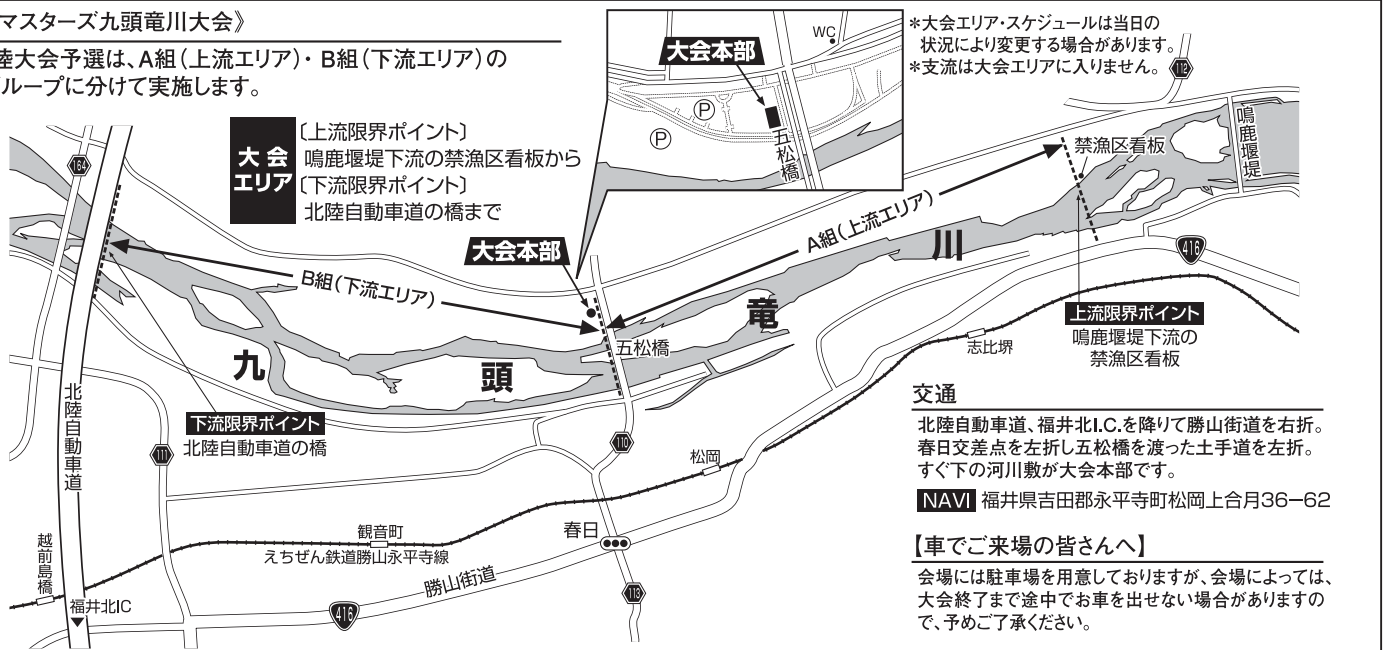 マスターズ九頭竜川大会》
陸大会予選は、A組(上流エリア)・B組(下流エリア)の
グループに分けて実施します。
大会エリア
〔上流限界ポイント〕
鳴鹿堰堤下流の禁漁区看板から
〔下流限界ポイント〕
北陸自動車道の橋まで
大会本部
WC
P
P
五松橋
*大会エリア・スケジュールは当日の
状況により変更する場合があります。
*支流は大会エリアに入りません。
112
164
鳴鹿堰堤
禁漁区看板
A組(上流エリア)
B組(下流エリア)
大会本部
五松橋
九
頭
竜
川
416
上流限界ポイント
鳴鹿堰堤下流の
禁漁区看板
志比堺
下流限界ポイント
北陸自動車道の橋
北陸自動車道
111
110
松岡
観音町
えちぜん鉄道勝山永平寺線
春日
勝山街道
越前島橋
福井北IC
416
113
交通
北陸自動車道、福井北I.C.を降りて勝山街道を右折。
春日交差点を左折し五松橋を渡った土手道を左折。
すぐ下の河川敷が大会本部です。
NAVI 福井県吉田郡永平寺町松岡上合月36−62
【車でご来場の皆さんへ】
会場には駐車場を用意しておりますが、会場によっては、
大会終了まで途中でお車を出せない場合がありますの
で、予めご了承ください。